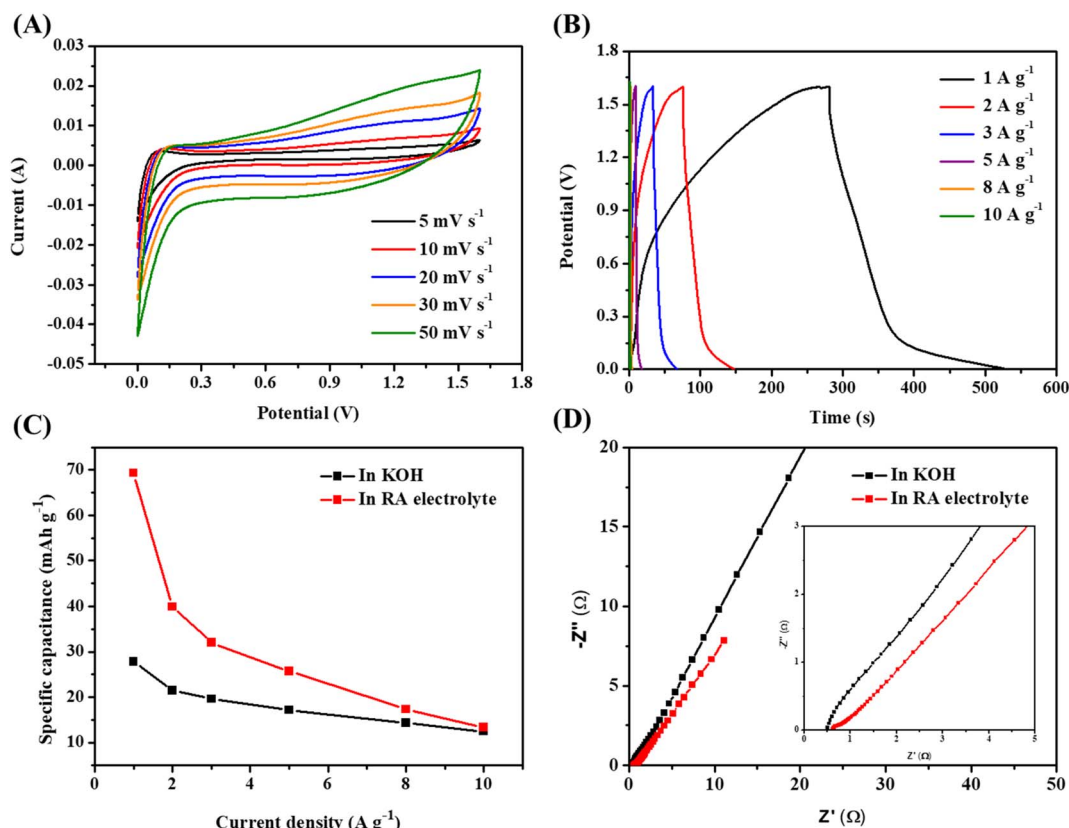 (A)
0.03
0.02
0.01
0.00
-0.01
-0.02
-0.03
-0.04
-0.05
Current (A)
5 mV s⁻¹
10 mV s⁻¹
20 mV s⁻¹
30 mV s⁻¹
50 mV s⁻¹
0.0 0.3 0.6 0.9 1.2 1.5 1.8
Potential (V)
(B)
1.8
1.5
1.2
0.9
0.6
0.3
0.0
Potential (V)
1 A g⁻¹
2 A g⁻¹
3 A g⁻¹
5 A g⁻¹
8 A g⁻¹
10 A g⁻¹
0 100 200 300 400 500 600
Time (s)
(C)
70
60
50
40
30
20
10
Specific capacitance (mAh g⁻¹)
In KOH
In RA electrolyte
0 2 4 6 8 10
Current density (A g⁻¹)
(D)
20
15
10
5
0
-Z'' (Ω)
In KOH
In RA electrolyte
3
2
1
0
-Z'' (Ω)
0 1 2 3 4 5
Z' (Ω)
0 10 20 30 40 50
Z' (Ω)